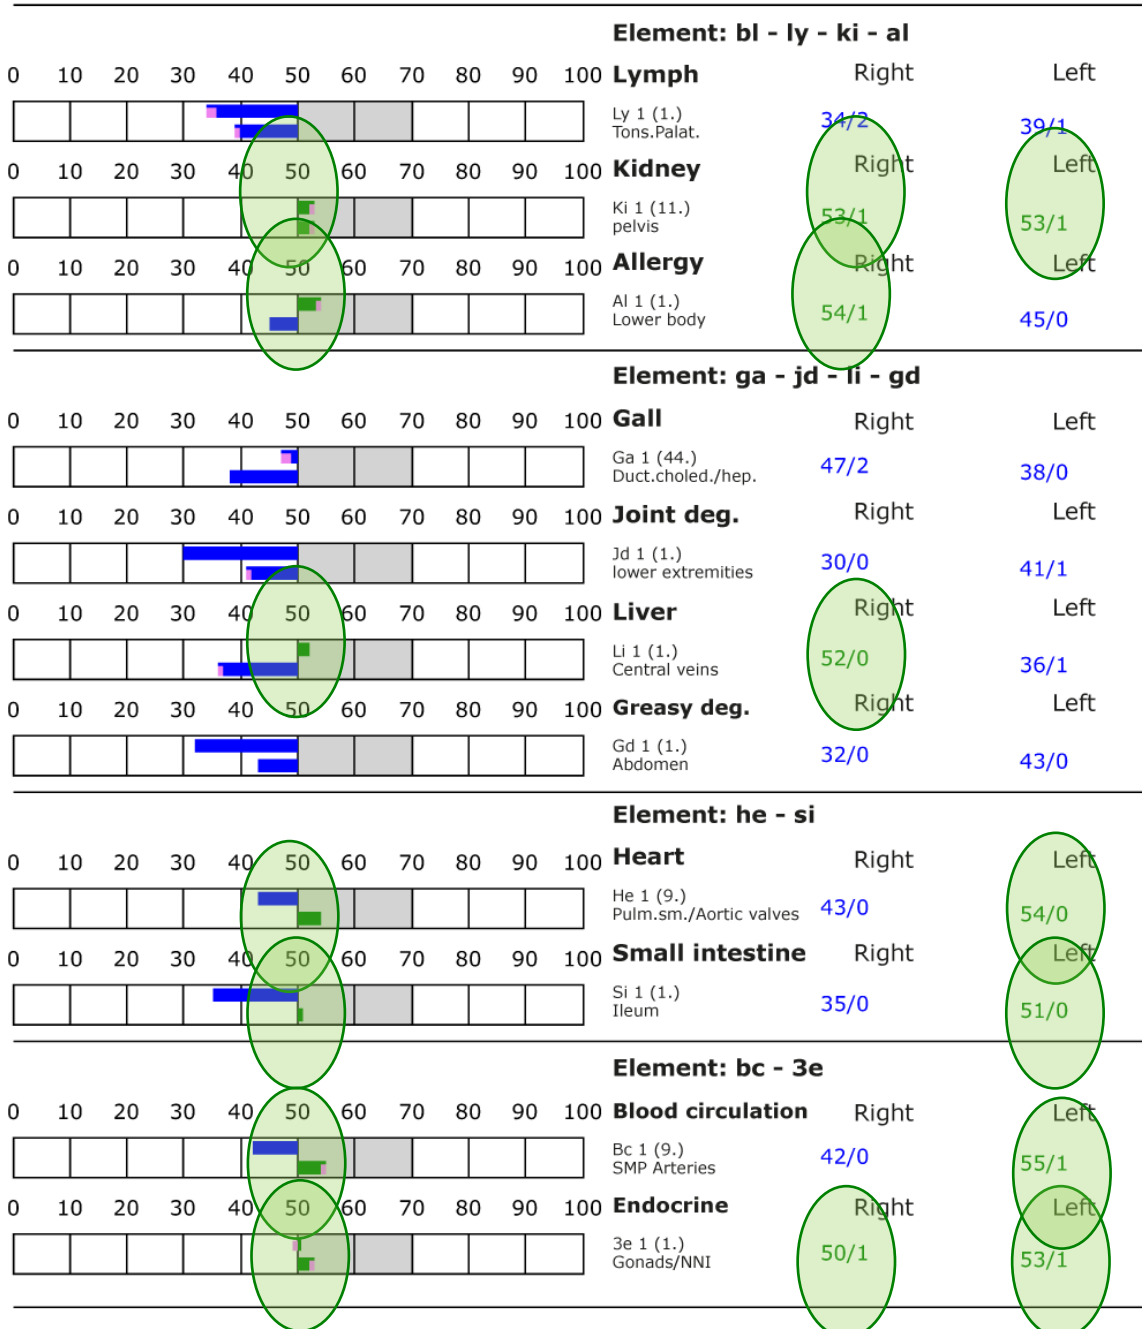 Element: bl - ly - ki - al
0 10 20 30 40 50 60 70 80 90 100 Lymph Right Left
Ly 1 (1.) 34/2 39/1
Tons.Palat.
0 10 20 30 40 50 60 70 80 90 100 Kidney Right Left
Ki 1 (11.) 53/1 53/1
pelvis
0 10 20 30 40 50 60 70 80 90 100 Allergy Right Left
Al 1 (1.) 54/1 45/0
Lower body
Element: ga - jd - li - gd
0 10 20 30 40 50 60 70 80 90 100 Gall Right Left
Ga 1 (44.) 47/2 38/0
Duct.choled./hep.
0 10 20 30 40 50 60 70 80 90 100 Joint deg. Right Left
Jd 1 (1.) 30/0 41/1
lower extremities
0 10 20 30 40 50 60 70 80 90 100 Liver Right Left
Li 1 (1.) 52/0 36/1
Central veins
0 10 20 30 40 50 60 70 80 90 100 Greasy deg. Right Left
Gd 1 (1.) 32/0 43/0
Abdomen
Element: he - si
0 10 20 30 40 50 60 70 80 90 100 Heart Right Left
He 1 (9.) 43/0 54/0
Pulm.sm./Aortic valves
0 10 20 30 40 50 60 70 80 90 100 Small intestine Right Left
Si 1 (1.) 35/0 51/0
Ileum
Element: bc - 3e
0 10 20 30 40 50 60 70 80 90 100 Blood circulation Right Left
Bc 1 (9.) 42/0 55/1
SMP Arteries
0 10 20 30 40 50 60 70 80 90 100 Endocrine Right Left
3e 1 (1.) 50/1 53/1
Gonads/NNI